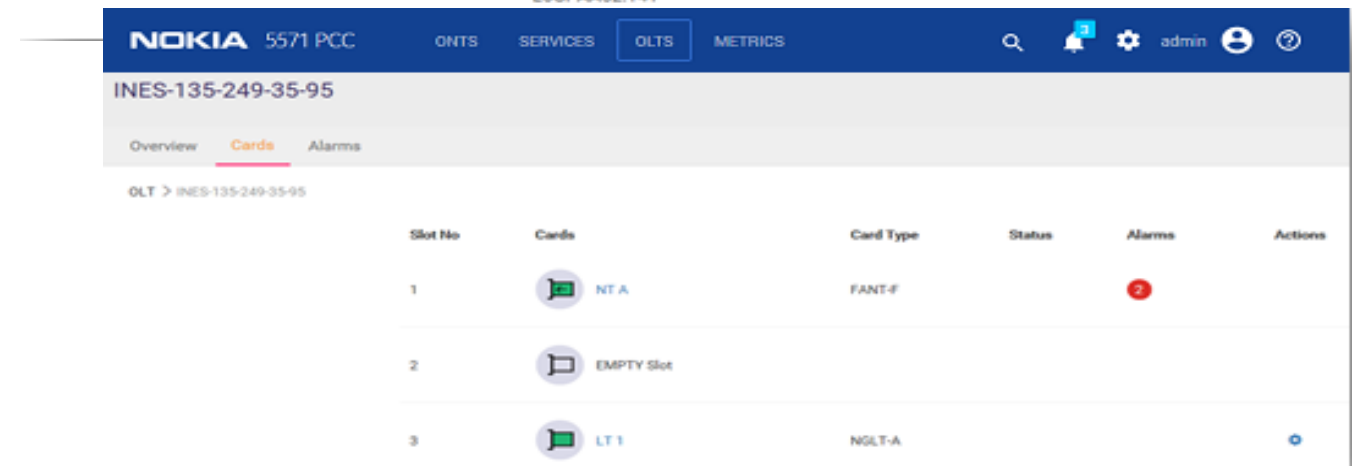 NOKIA 5571 PCC ONTS SERVICES OLTS METRICS 3 admin
INES-135-249-35-95
Overview Cards Alarms
OLT > INES-135-249-35-95
Slot No Cards Card Type Status Alarms Actions
1 NT A FANT-F 2
2 EMPTY Slot
3 LT 1 NGLT-A